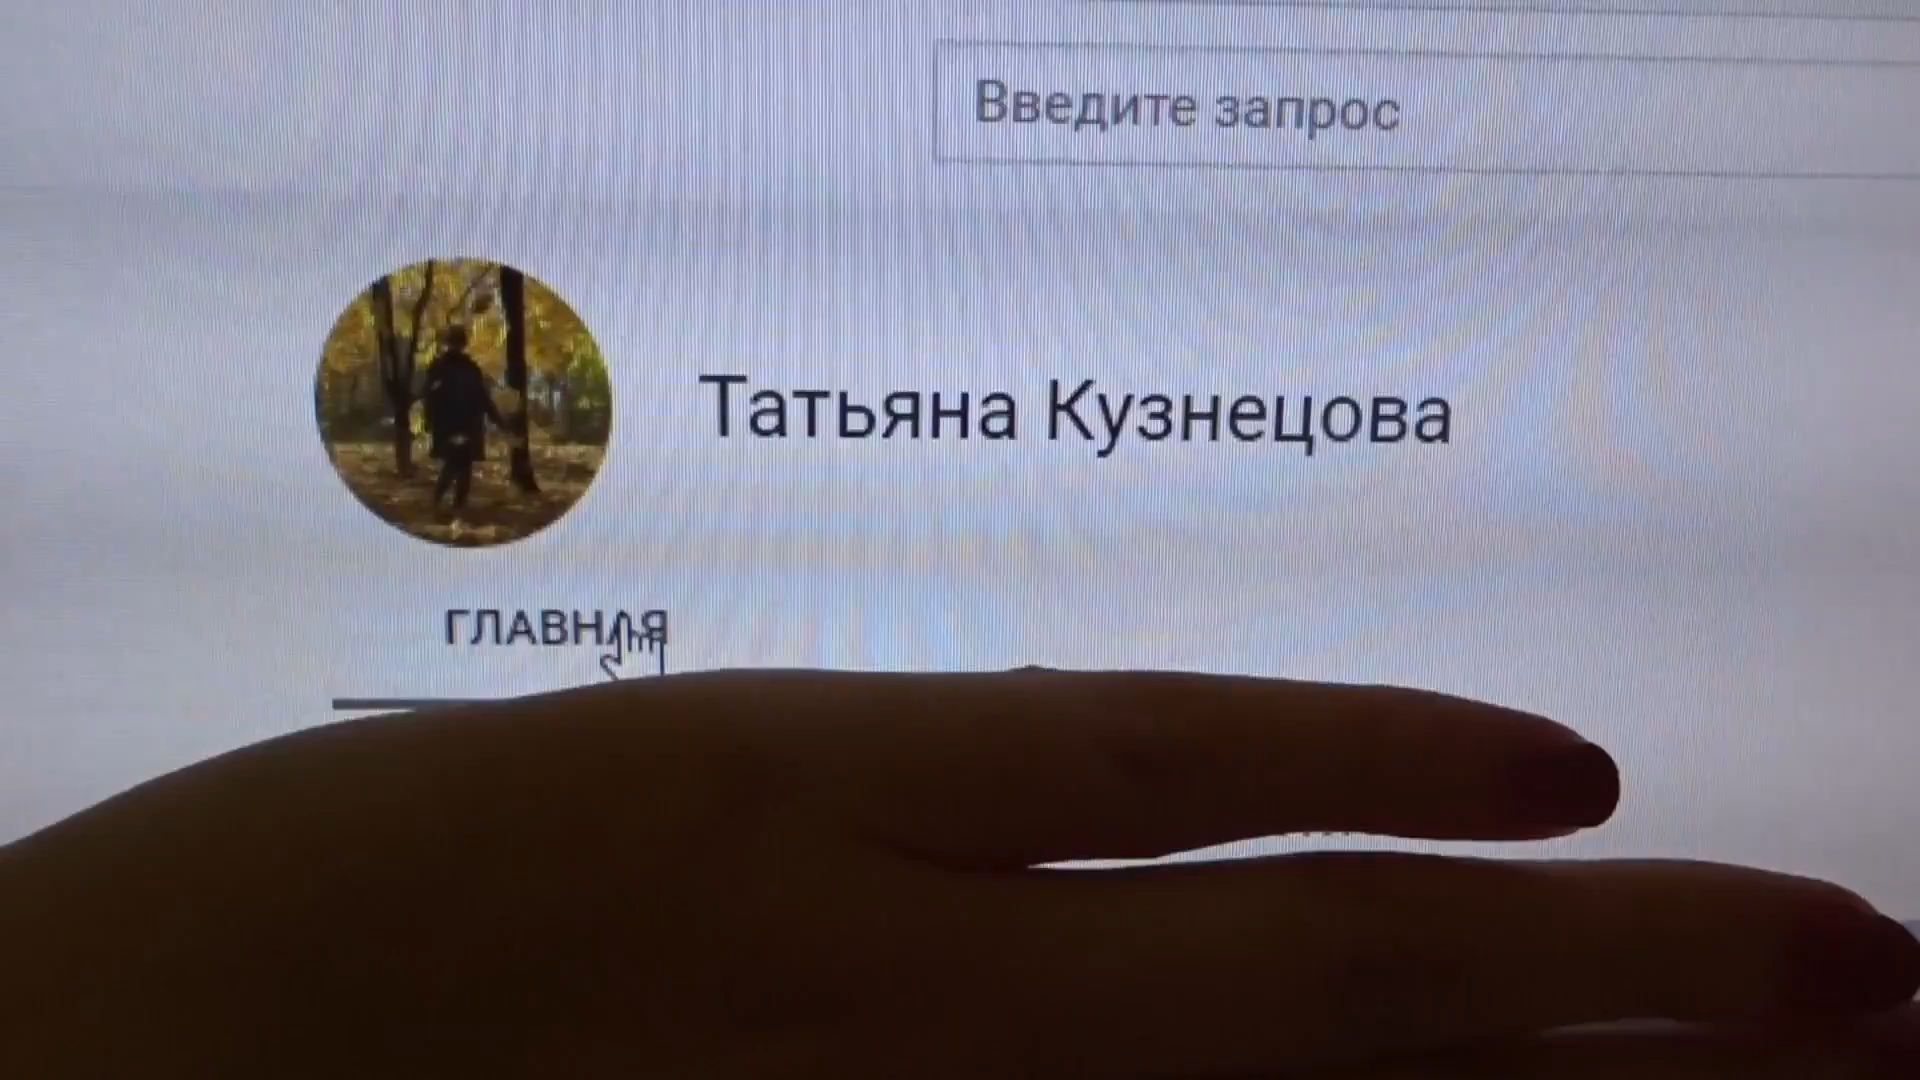 Введите запрос
Татьяна Кузнецова
ГЛАВНАЯ